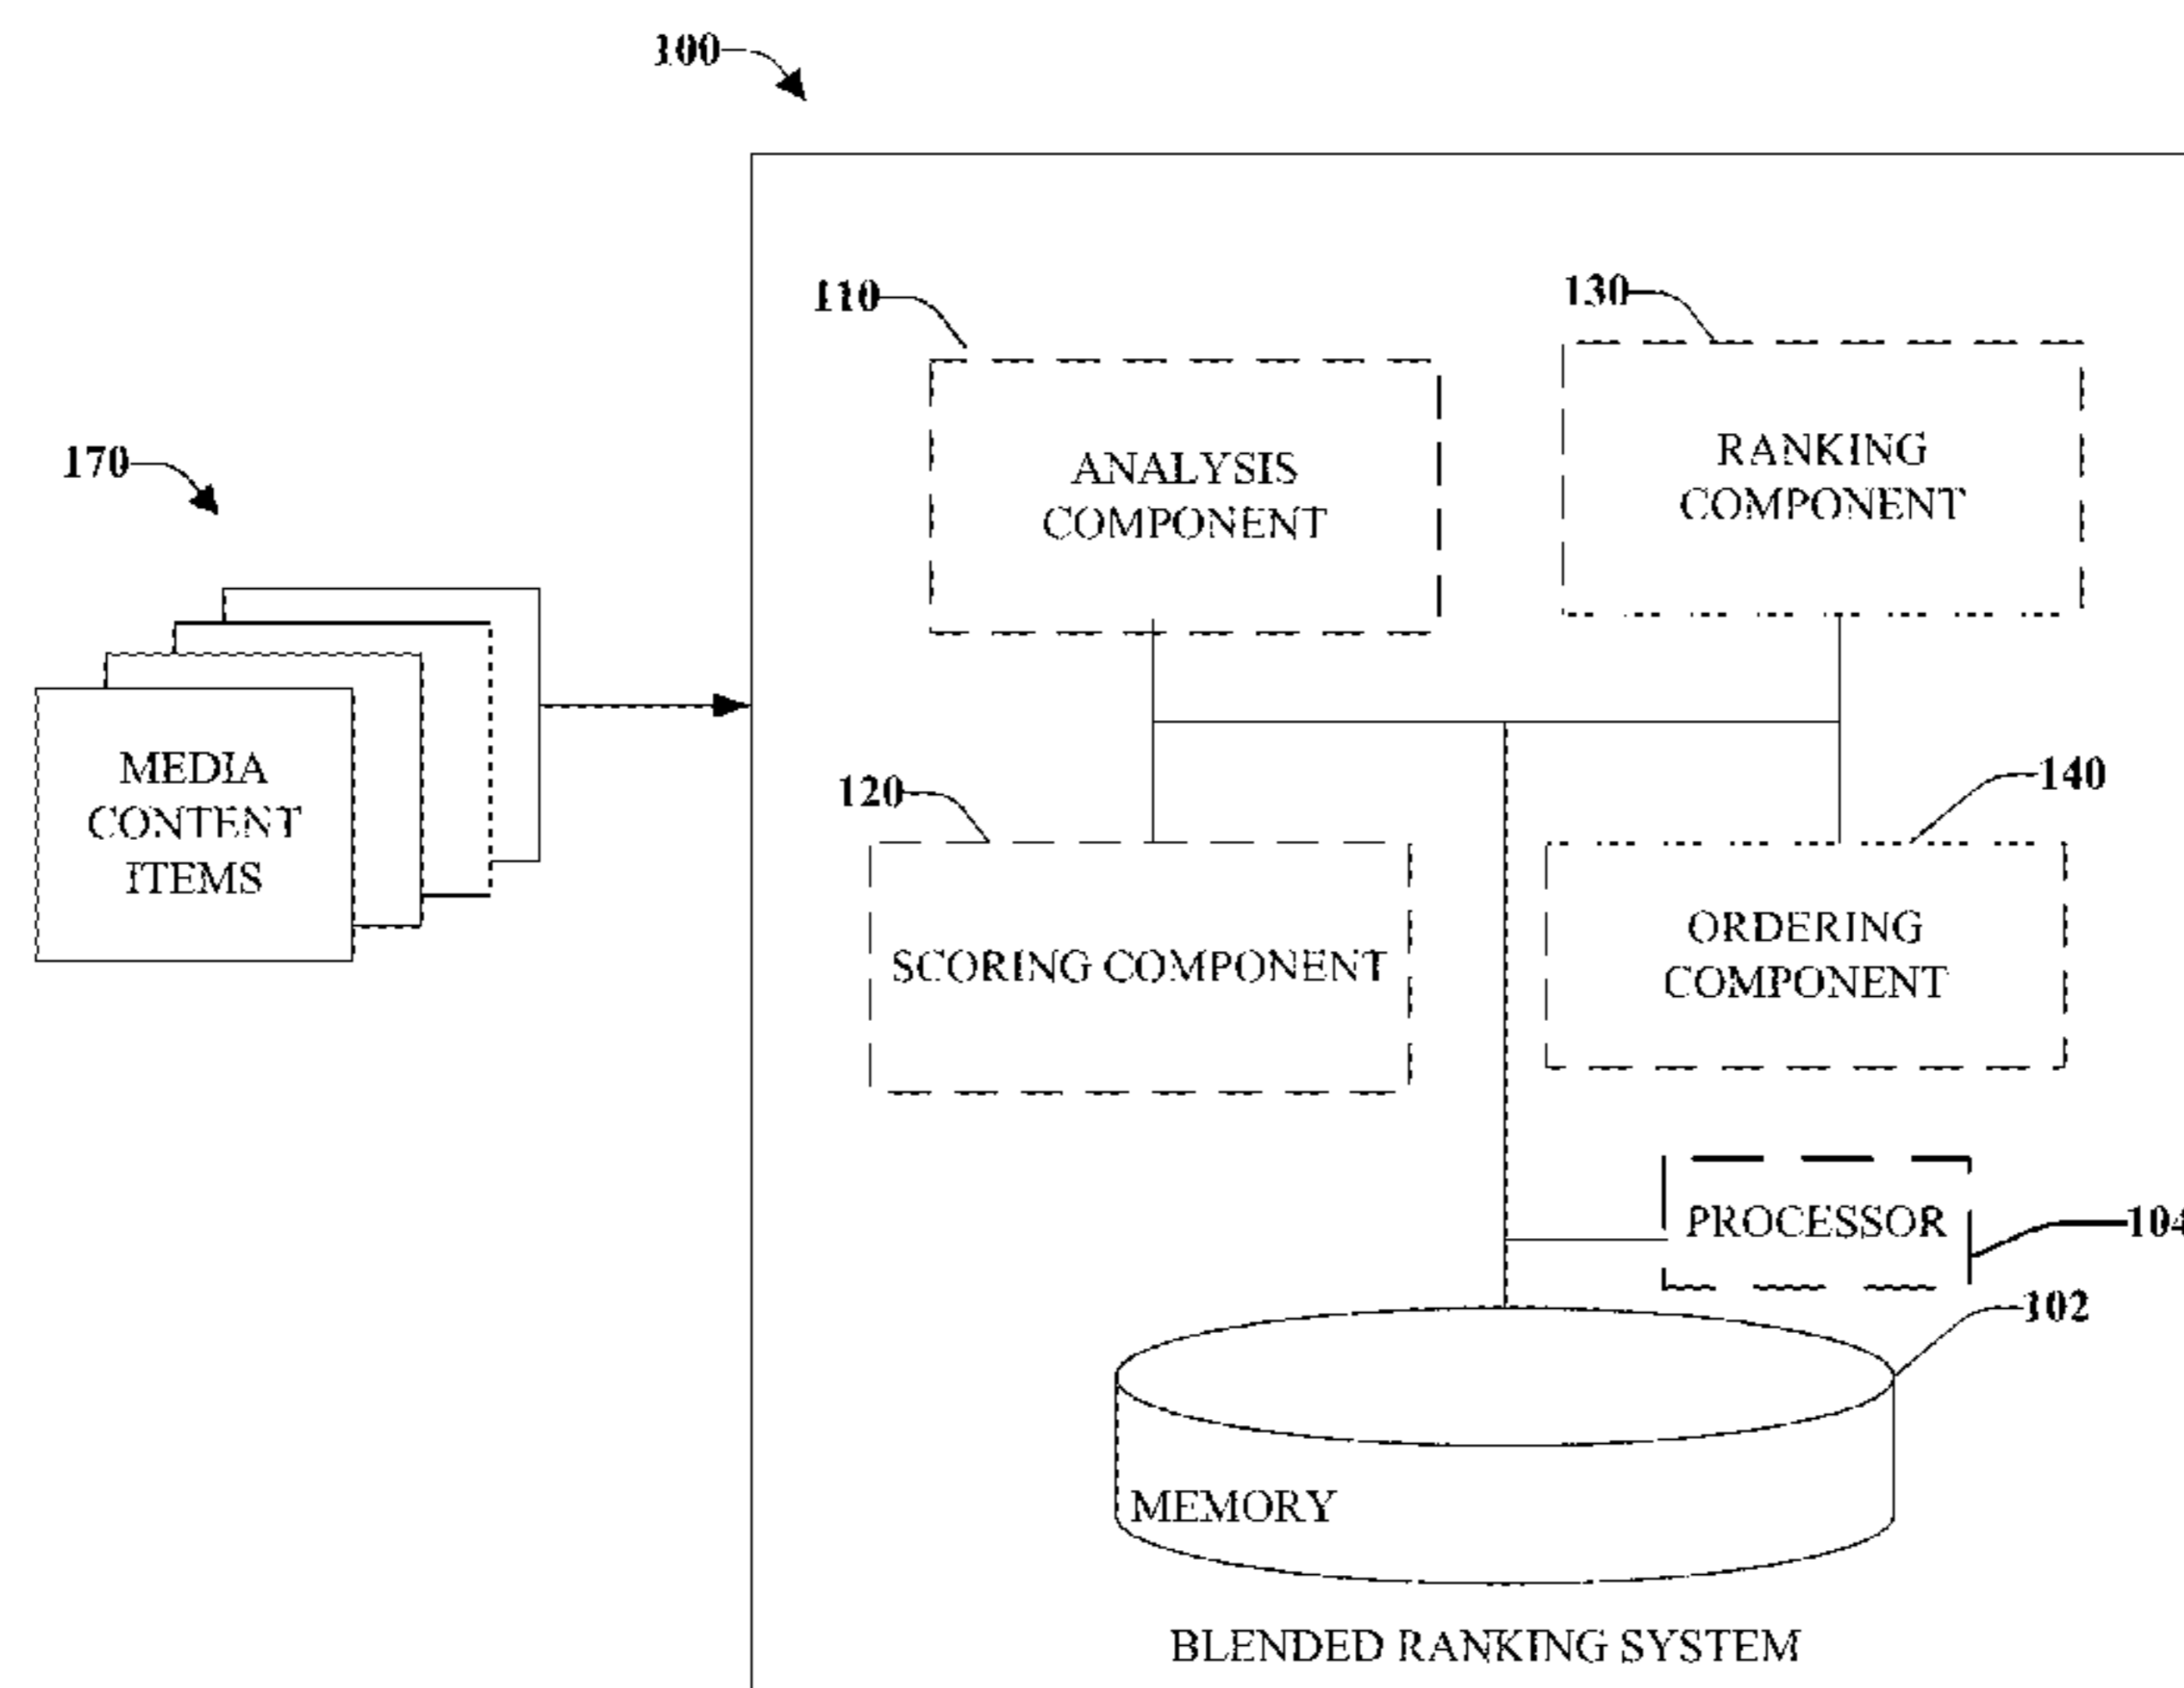 100
110
130
170
ANALYSIS
COMPONENT
RANKING
COMPONENT
MEDIA
CONTENT
ITEMS
120
140
SCORING COMPONENT
ORDERING
COMPONENT
PROCESSOR
104
102
MEMORY
BLENDED RANKING SYSTEM